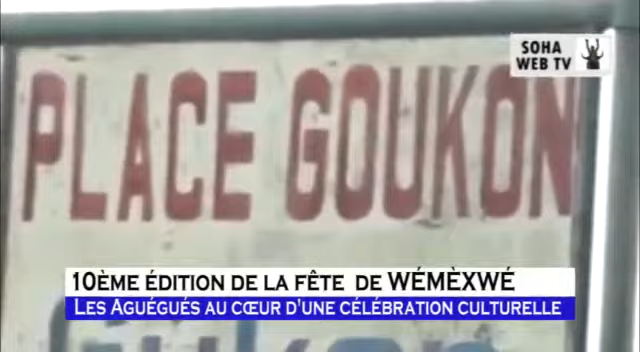 SOHA
WEB TV
PLACE GOUKON
10ÈME ÉDITION DE LA FÊTE DE WÉMÈXWÉ
LES AGUÉGUÉS AU CŒUR D'UNE CÉLÉBRATION CULTURELLE